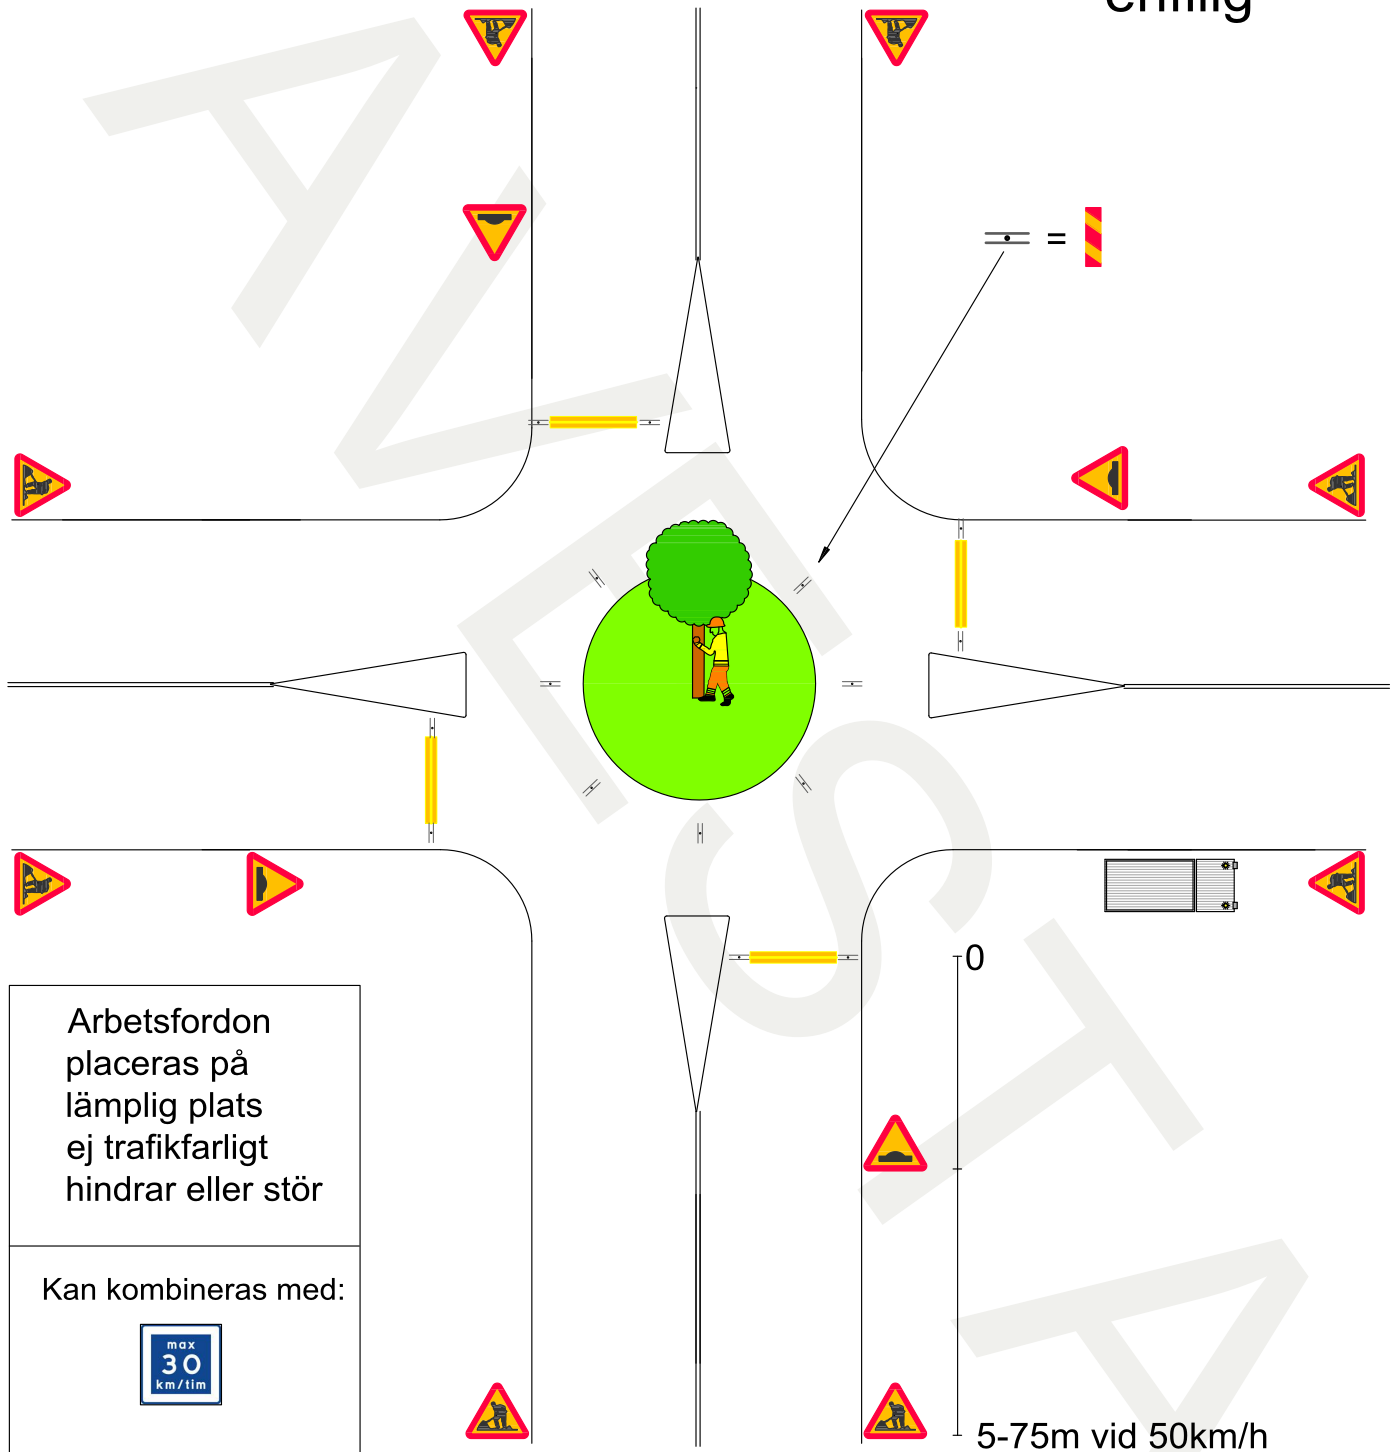 enfilig
=
0
Arbetsfordon
placeras på
lämplig plats
ej trafikfarligt
hindrar eller stör
Kan kombineras med:
max
30
km/tim
5-75m vid 50km/h
AVESTA